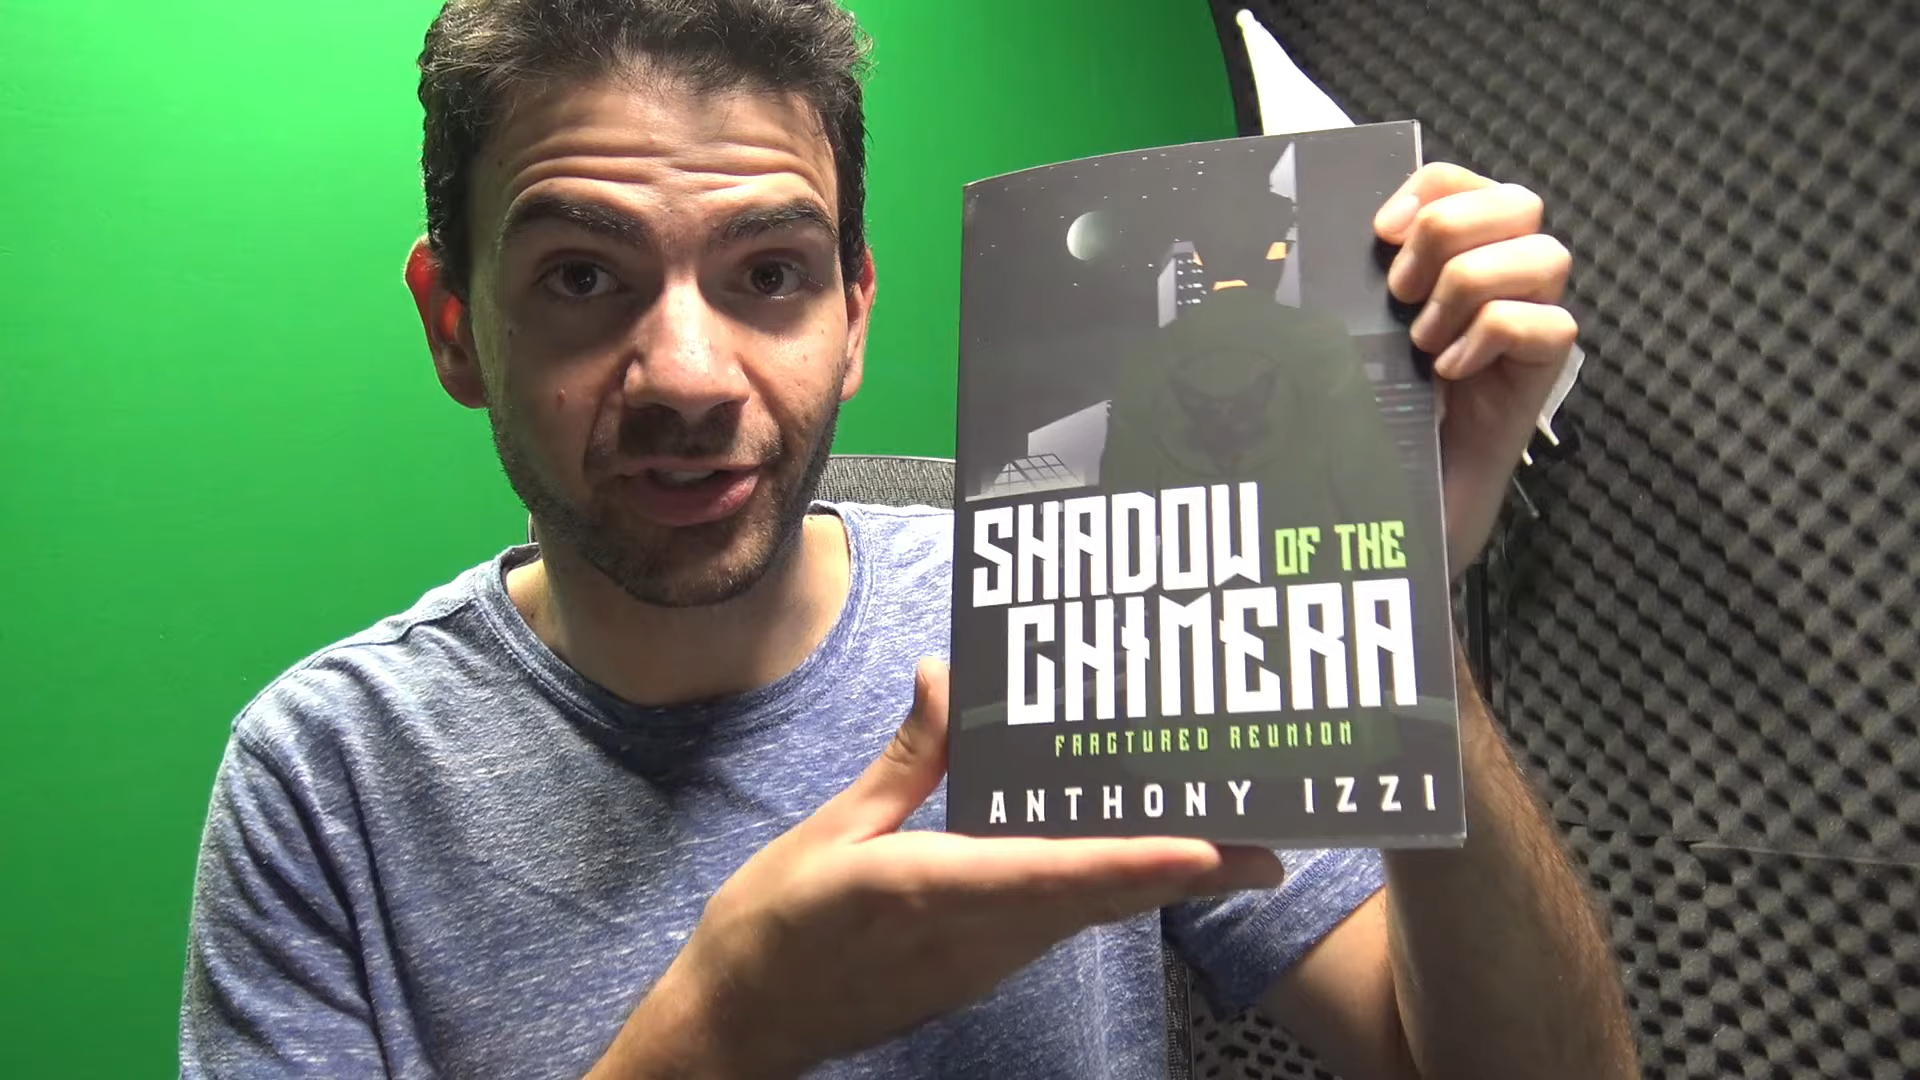 SHADOW OF THE
CHIMERA
FRACTURED REUNION
ANTHONY IZZI